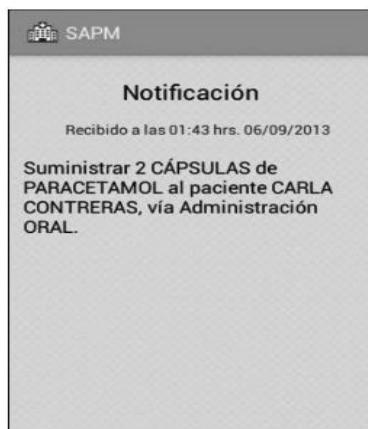 SAPM
Notificación
Recibido a las 01:43 hrs. 06/09/2013
Suministrar 2 CÁPSULAS de
PARACETAMOL al paciente CARLA
CONTRERAS, vía Administración
ORAL.